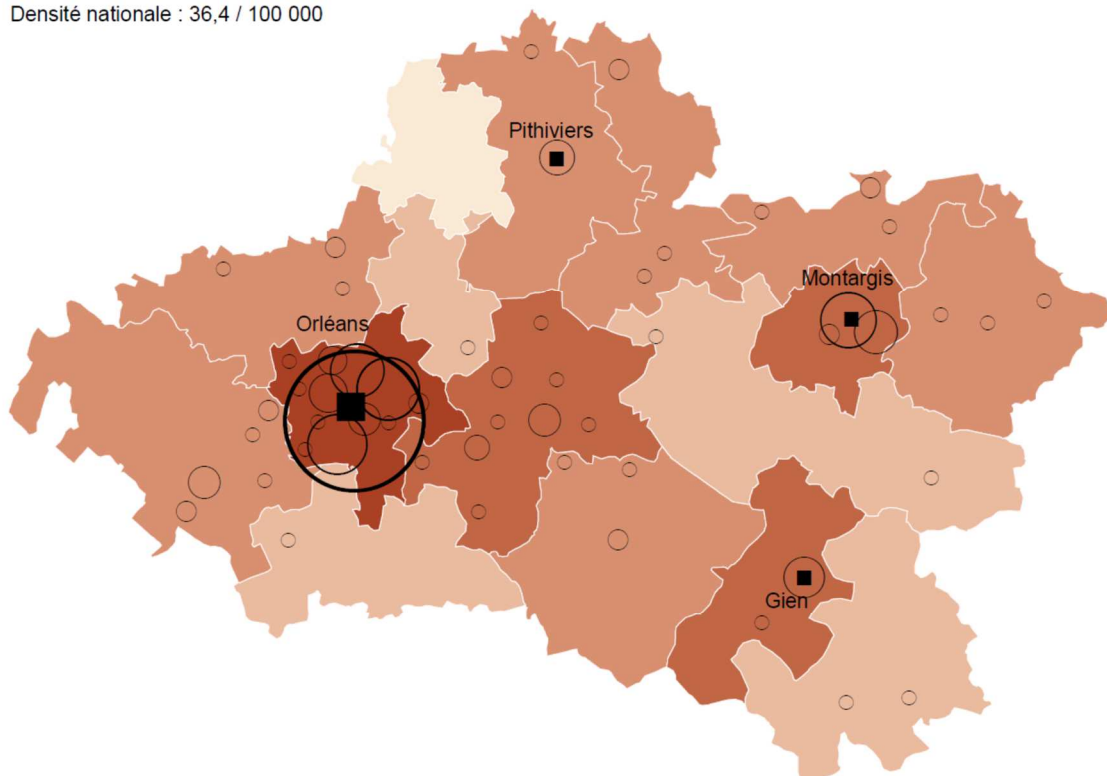 Densité nationale : 36,4 / 100 000
Pithiviers
Montargis
Orléans
Gien